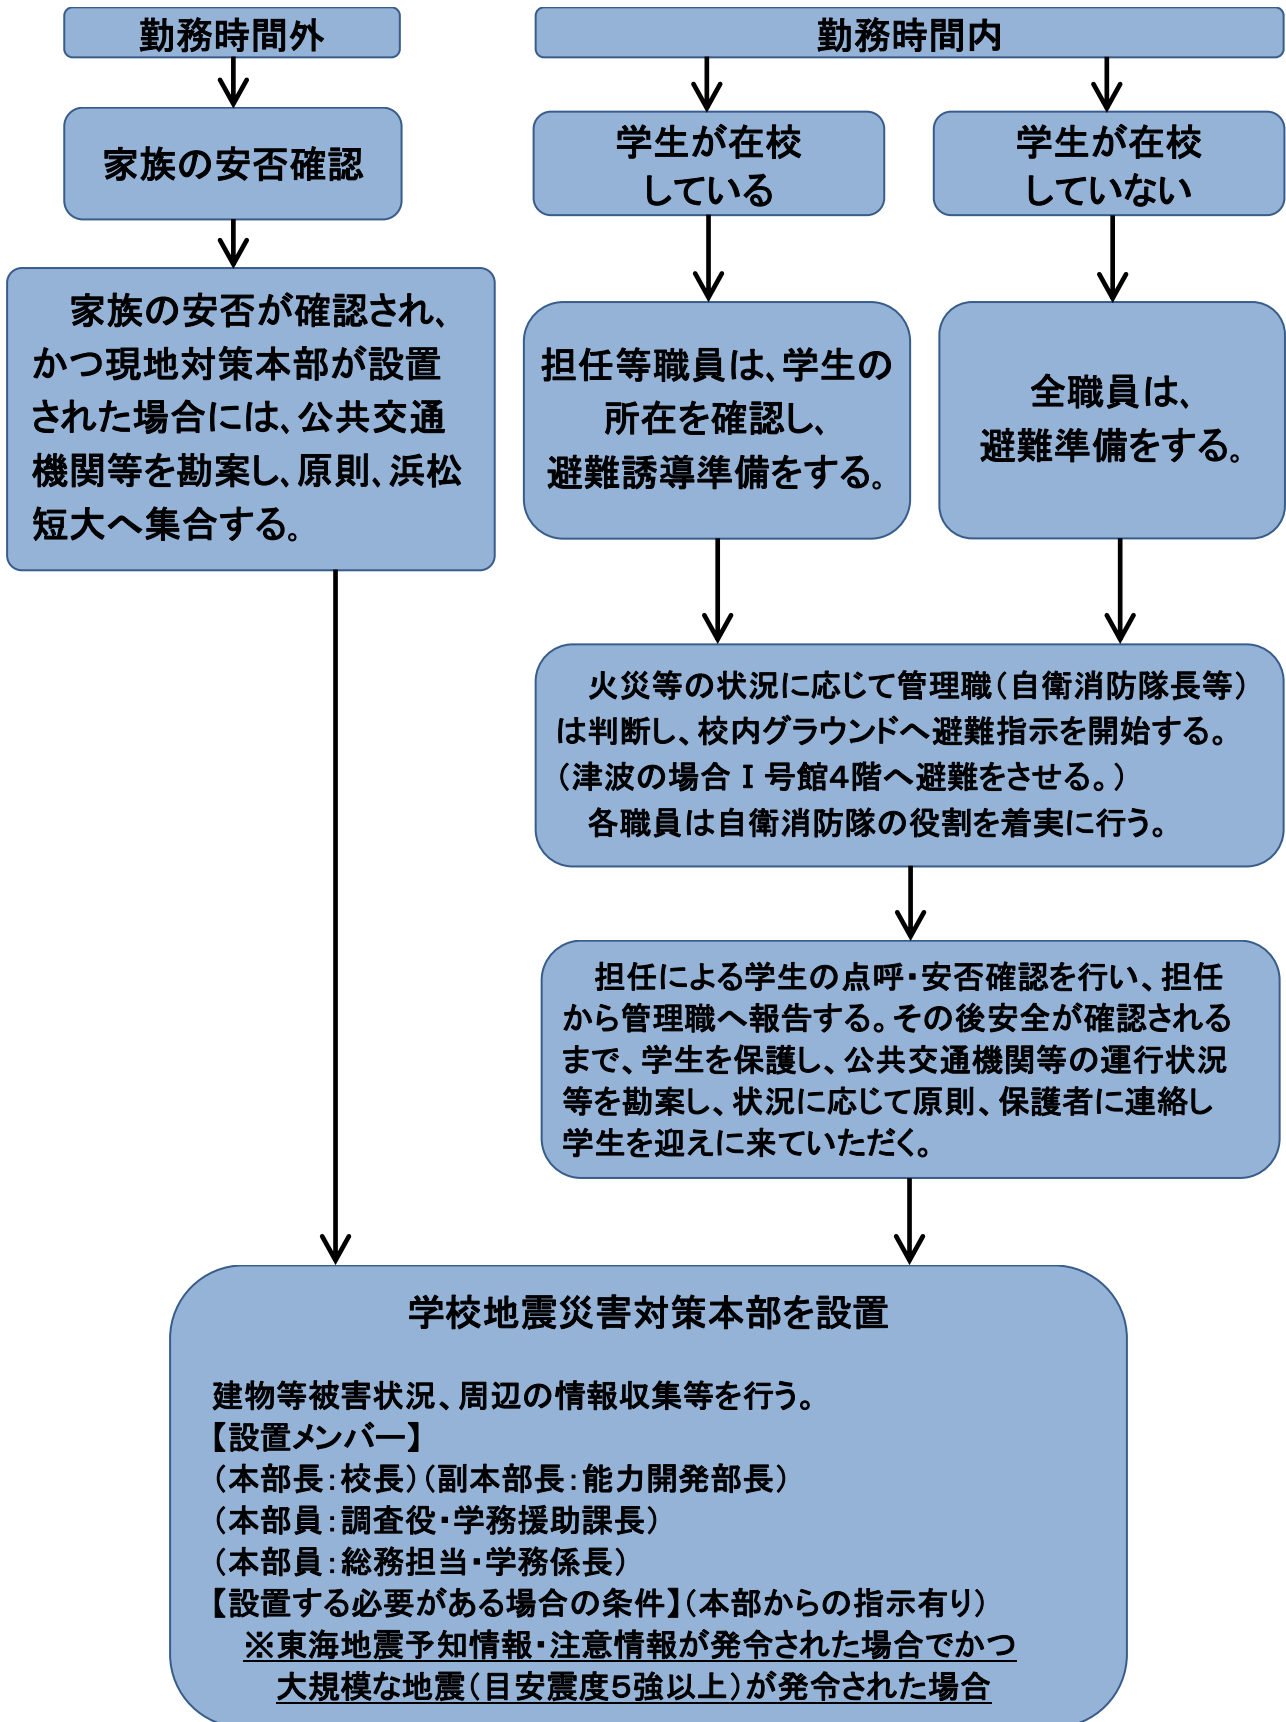 勤務時間外
家族の安否確認
家族の安否が確認され、
かつ現地対策本部が設置
された場合には、公共交通
機関等を勘案し、原則、浜松
短大へ集合する。
勤務時間内
学生が在校
している
担任等職員は、学生の
所在を確認し、
避難誘導準備をする。
学生が在校
していない
全職員は、
避難準備をする。
火災等の状況に応じて管理職（自衛消防隊長等）
は判断し、校内グラウンドへ避難指示を開始する。
（津波の場合Ⅰ号館4階へ避難をさせる。）
各職員は自衛消防隊の役割を着実に行う。
担任による学生の点呼・安否確認を行い、担任
から管理職へ報告する。その後安全が確認される
まで、学生を保護し、公共交通機関等の運行状況
等を勘案し、状況に応じて原則、保護者に連絡し
学生を迎えに来ていただく。
学校地震災害対策本部を設置
建物等被害状況、周辺の情報収集等を行う。
【設置メンバー】
（本部長：校長）（副本部長：能力開発部長）
（本部員：調査役・学務援助課長）
（本部員：総務担当・学務係長）
【設置する必要がある場合の条件】（本部からの指示有り）
※東海地震予知情報・注意情報が発令された場合でかつ
大規模な地震（目安震度5強以上）が発令された場合